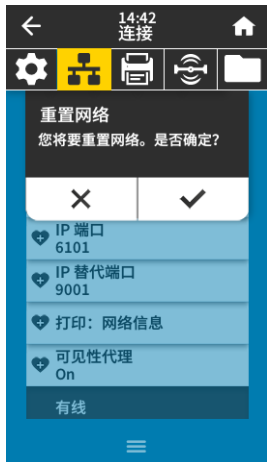 14:42
连接
重置网络
您将要重置网络。是否确定？
IP 端口
6101
IP 替代端口
9001
打印：网络信息
可见性代理
On
有线